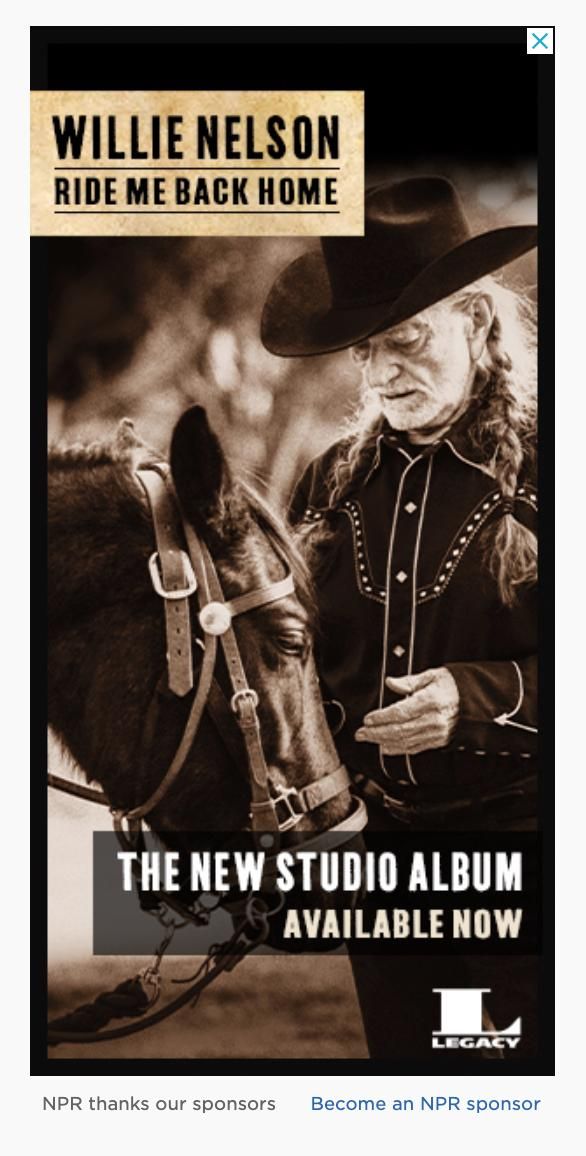 WILLIE NELSON
RIDE ME BACK HOME
THE NEW STUDIO ALBUM
AVAILABLE NOW
L
LEGACY
NPR thanks our sponsors Become an NPR sponsor